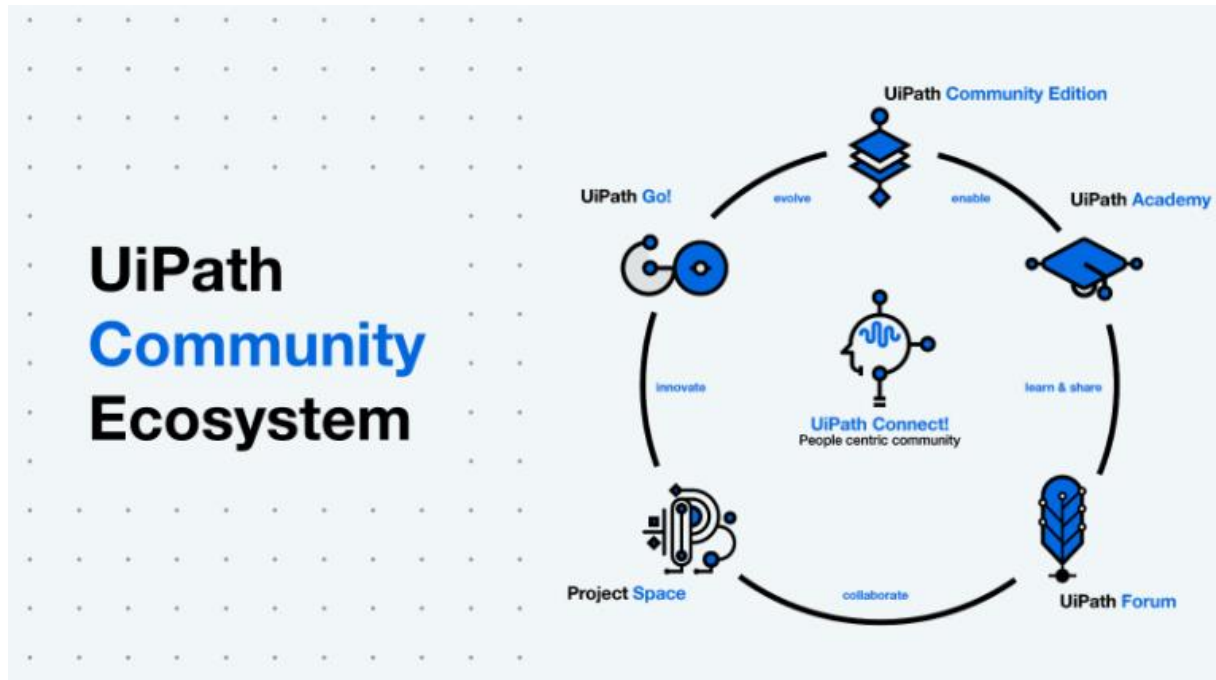 UiPath
Community
Ecosystem
UiPath Community Edition
UiPath Go!
evolve
enable
UiPath Academy
innovate
learn & share
UiPath Connect!
People centric community
Project Space
collaborate
UiPath Forum